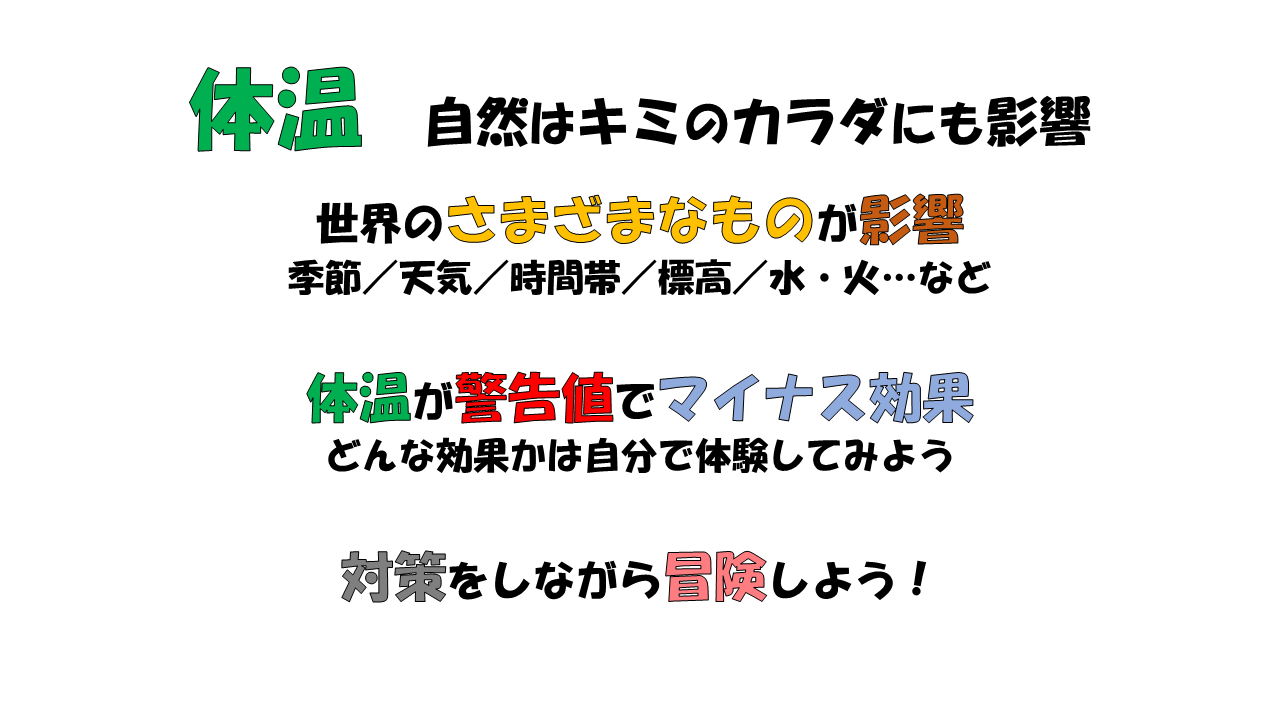 体温　自然はキミのカラダにも影響
世界のさまざまなものが影響
季節／天気／時間帯／標高／水・火…など
体温が警告値でマイナス効果
どんな効果かは自分で体験してみよう
対策をしながら冒険しよう！